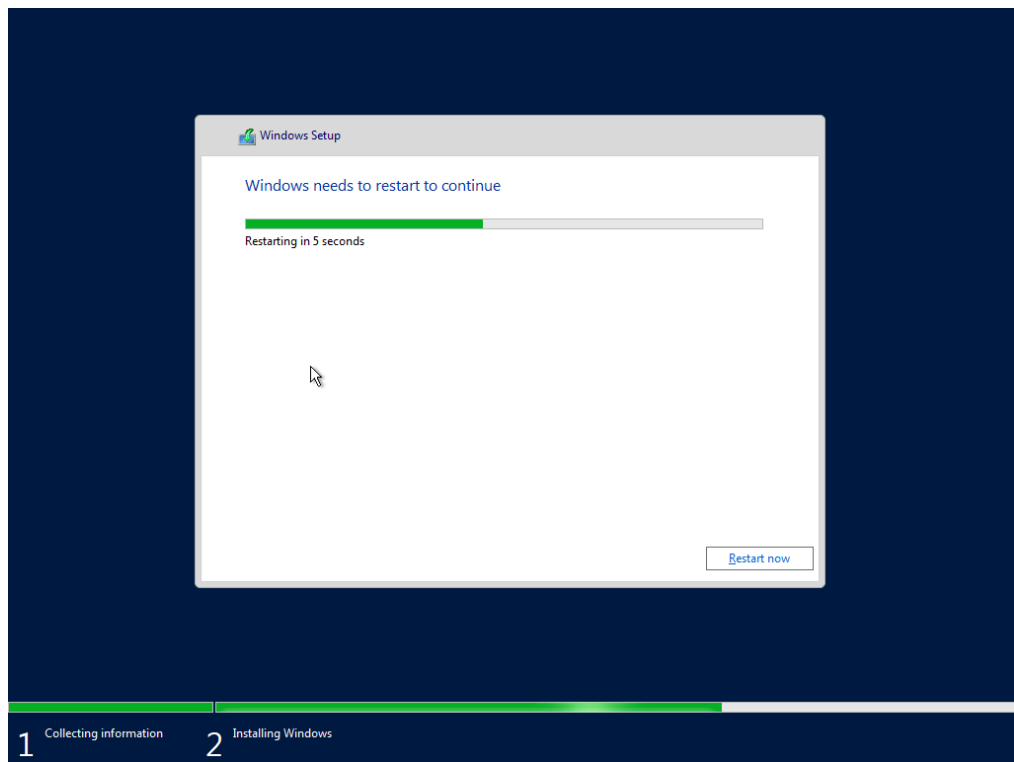 Windows Setup
Windows needs to restart to continue
Restarting in 5 seconds
Restart now
1 Collecting information
2 Installing Windows